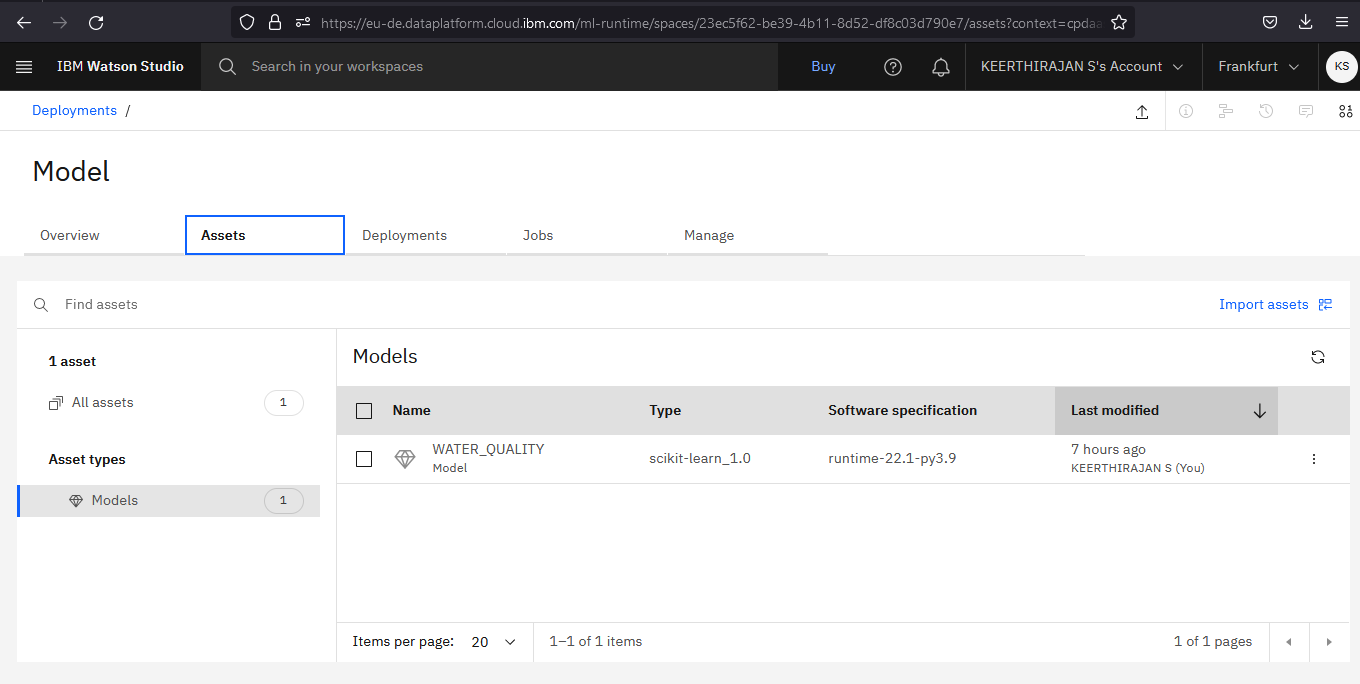 https://eu-de.dataplatform.cloud.ibm.com/ml-runtime/spaces/23ec5f62-be39-4b11-8d52-df8c03d790e7/assets?context=cpdaa
IBM Watson Studio
Search in your workspaces
Buy
KEERTHIRAJAN S's Account
Frankfurt
KS
Deployments /
Model
Overview
Assets
Deployments
Jobs
Manage
Find assets
Import assets
1 asset
All assets 1
Asset types
Models 1
Models
Name Type Software specification Last modified
WATER_QUALITY
Model
scikit-learn_1.0
runtime-22.1-py3.9
7 hours ago
KEERTHIRAJAN S (You)
Items per page: 20
1–1 of 1 items
1 of 1 pages